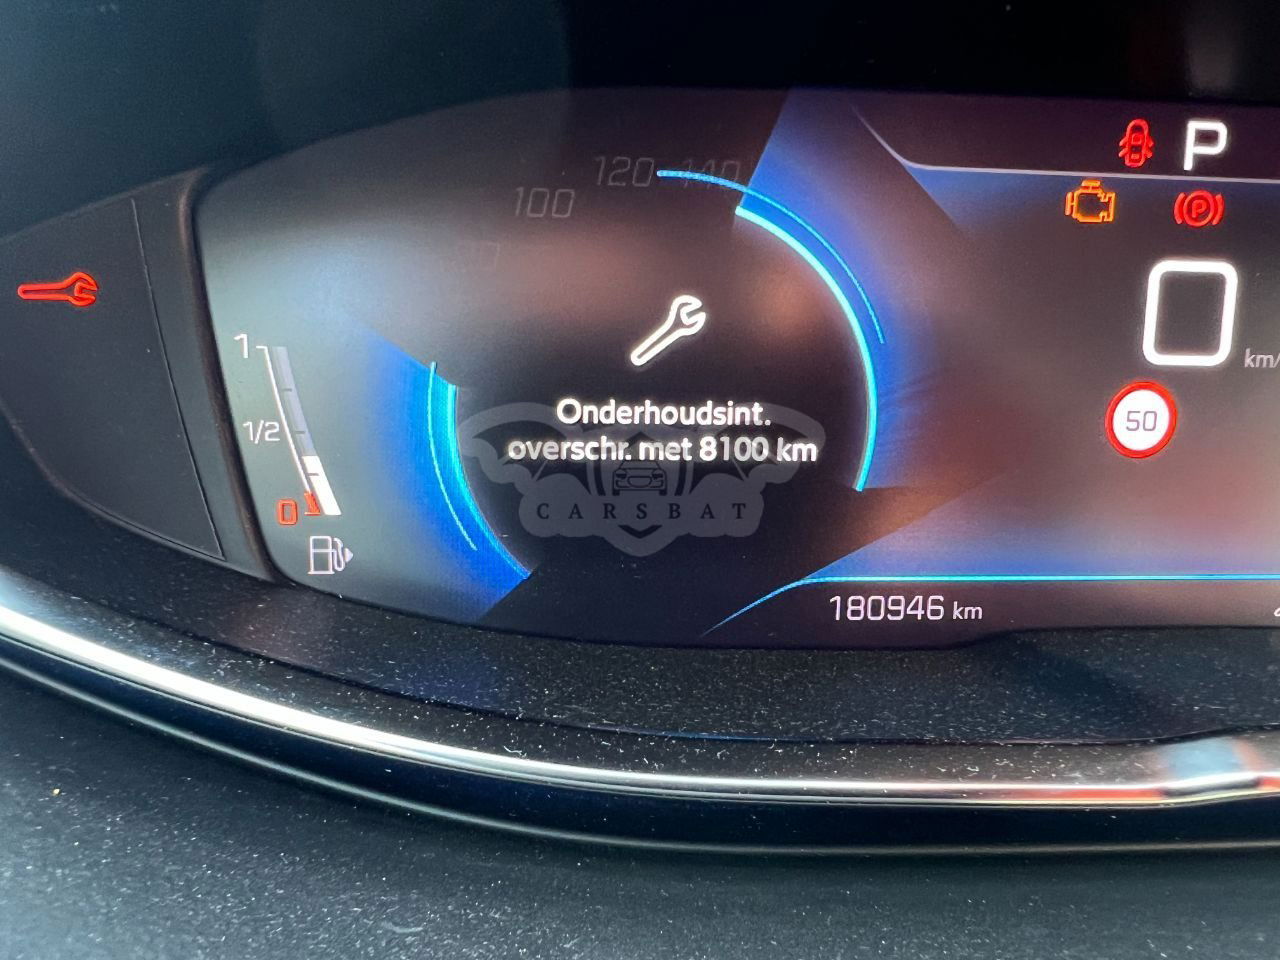 120 140
100
P
0
km/
1
Onderhoudsint.
50
1/2
overschr. met 8100 km
0
CARSBAT
180946 km